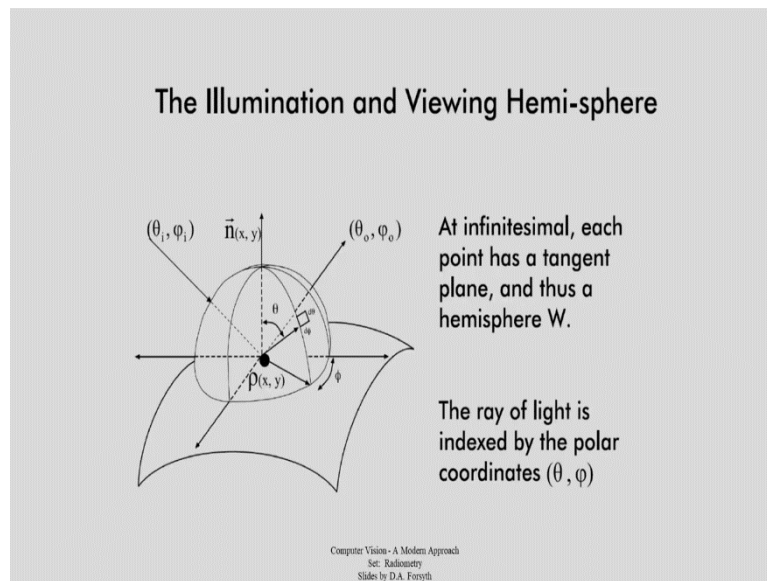 The Illumination and Viewing Hemi-sphere
(θᵢ, φᵢ)
n⃗(x, y)
(θₒ, φₒ)
θ
dθ
dφ
ρ(x, y)
ϕ
At infinitesimal, each
point has a tangent
plane, and thus a
hemisphere W.
The ray of light is
indexed by the polar
coordinates (θ, φ)
Computer Vision - A Modern Approach
Set: Radiometry
Slides by D.A. Forsyth